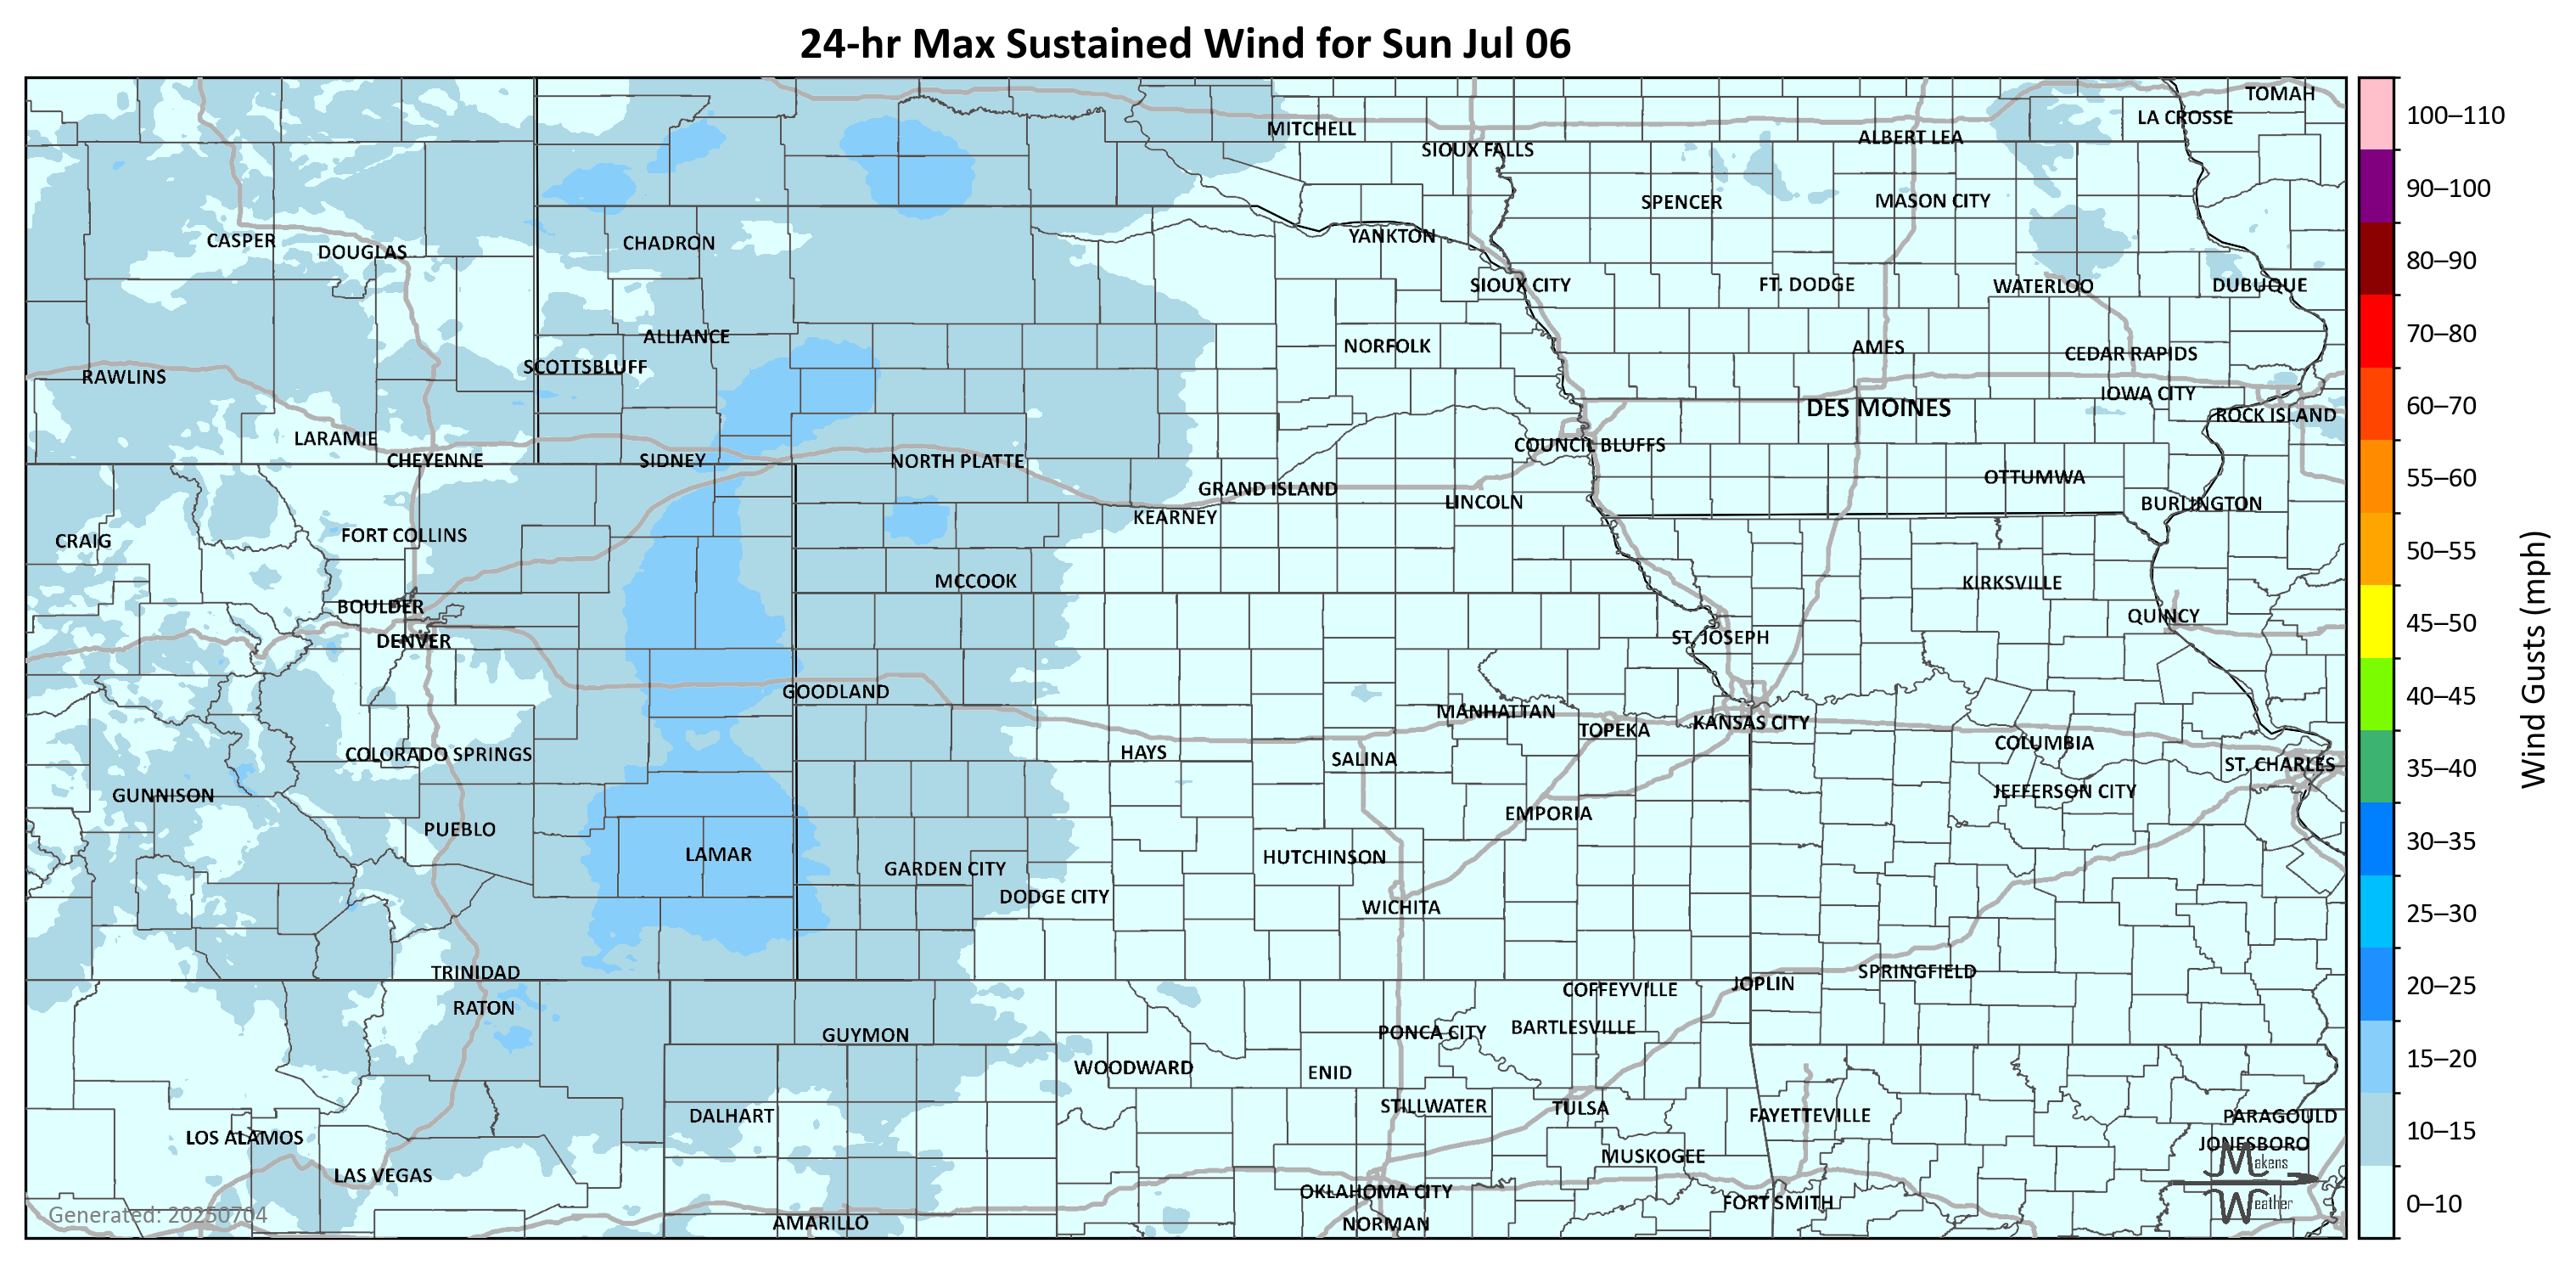 24-hr Max Sustained Wind for Sun Jul 06
TOMAH
LA CROSSE
MITCHELL
ALBERT LEA
SIOUX FALLS
SPENCER
MASON CITY
CASPER
DOUGLAS
CHADRON
YANKTON
SIOUX CITY
FT. DODGE
WATERLOO
DUBUQUE
ALLIANCE
NORFOLK
AMES
CEDAR RAPIDS
SCOTTSBLUFF
RAWLINS
IOWA CITY
DES MOINES
ROCK ISLAND
LARAMIE
COUNCIL BLUFFS
CHEYENNE
SIDNEY
NORTH PLATTE
OTTUMWA
GRAND ISLAND
LINCOLN
BURLINGTON
KEARNEY
CRAIG
FORT COLLINS
MCCOOK
KIRKSVILLE
BOULDER
QUINCY
DENVER
ST. JOSEPH
GOODLAND
MANHATTAN
TOPEKA
KANSAS CITY
COLUMBIA
COLORADO SPRINGS
HAYS
SALINA
ST. CHARLES
GUNNISON
JEFFERSON CITY
EMPORIA
PUEBLO
LAMAR
HUTCHINSON
GARDEN CITY
DODGE CITY
WICHITA
TRINIDAD
SPRINGFIELD
JOPLIN
COFFEYVILLE
RATON
GUYMON
PONCA CITY
BARTLESVILLE
WOODWARD
ENID
DALHART
STILLWATER
TULSA
FAYETTEVILLE
PARAGOULD
LOS ALAMOS
JONESBORO
MUSKOGEE
LAS VEGAS
OKLAHOMA CITY
FORT SMITH
AMARILLO
NORMAN
Makens
Weather
Generated: 20250704
100–110
90–100
80–90
70–80
60–70
55–60
50–55
45–50
40–45
35–40
30–35
25–30
20–25
15–20
10–15
0–10
Wind Gusts (mph)